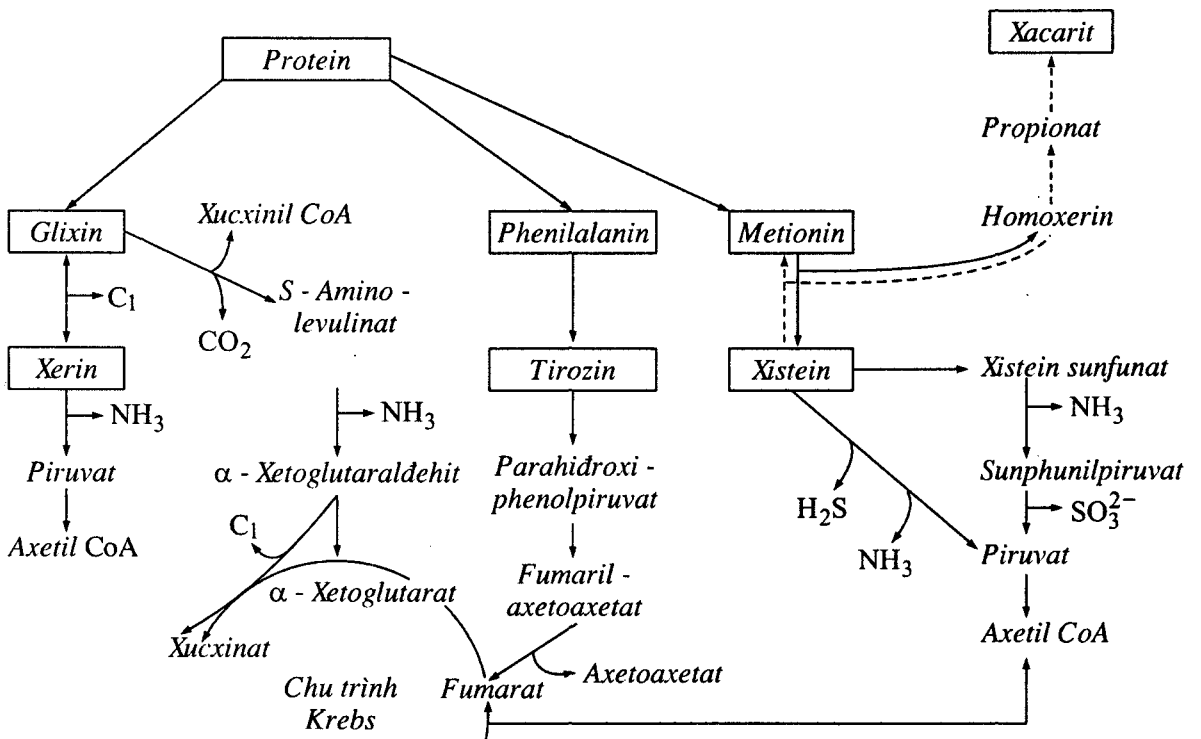 Protein
Xacarit
Propionat
Homoxerin
Glixin
Xucxinil CoA
Phenilalanin
Metionin
C₁
S - Amino -
levulinat
CO₂
Xerin
Tirozin
Xistein
Xistein sunfunat
NH₃
NH₃
NH₃
Piruvat
α - Xetoglutaralđehit
Parahiđroxi -
phenolpiruvat
Sunphunilpiruvat
H₂S
SO₃²⁻
C₁
Axetil CoA
NH₃
Piruvat
Fumaril -
axetoaxetat
α - Xetoglutarat
Axetil CoA
Xucxinat
Axetoaxetat
Chu trình
Krebs
Fumarat